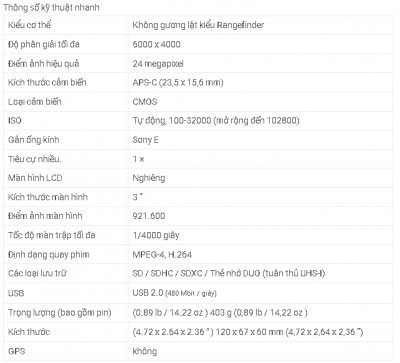 Thông số kỹ thuật nhanh
Kiểu cơ thể Không gương lật kiểu Rangefinder
Độ phân giải tối đa 6000 x 4000
Điểm ảnh hiệu quả 24 megapixel
Kích thước cảm biến APS-C (23,5 x 15,6 mm)
Loại cảm biến CMOS
ISO Tự động, 100-32000 (mở rộng đến 102800)
Gắn ống kính Sony E
Tiêu cự nhiều. 1 ×
Màn hình LCD Nghiêng
Kích thước màn hình 3 ″
Điểm ảnh màn hình 921.600
Tốc độ màn trập tối đa 1/4000 giây
Định dạng quay phim MPEG-4, H.264
Các loại lưu trữ SD / SDHC / SDXC / Thẻ nhớ DUO (tuân thủ UHS-I)
USB USB 2.0 (480 Mbit / giây)
Trọng lượng (bao gồm pin) (0.89 lb / 14.22 oz ) 403 g (0,89 lb / 14,22 oz )
Kích thước (4.72 x 2.64 x 2.36 ″ ) 120 x 67 x 60 mm (4,72 x 2,64 x 2,36 ″)
GPS không